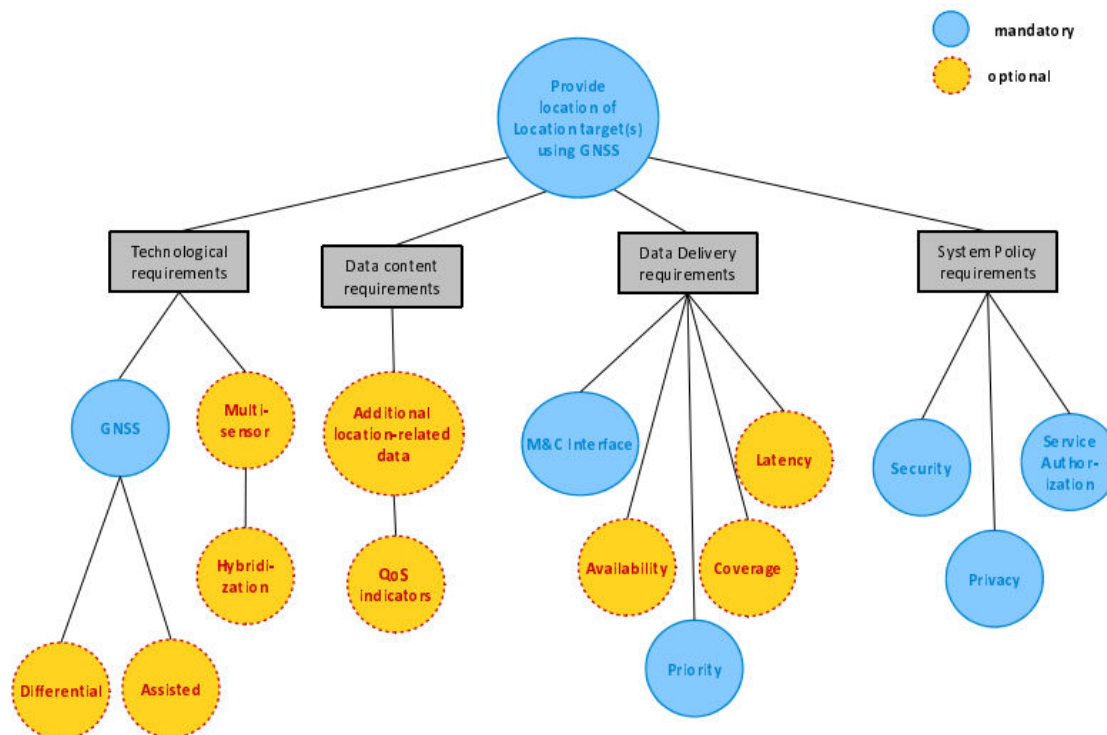 mandatory
optional
Provide
location of
Location target(s)
using GNSS
Technological
requirements
Data content
requirements
Data Delivery
requirements
System Policy
requirements
GNSS
Multi-
sensor
Additional
location-related
data
M&C Interface
Latency
Security
Service
Author-
ization
Hybridi-
zation
QoS
indicators
Availability
Coverage
Privacy
Differential
Assisted
Priority